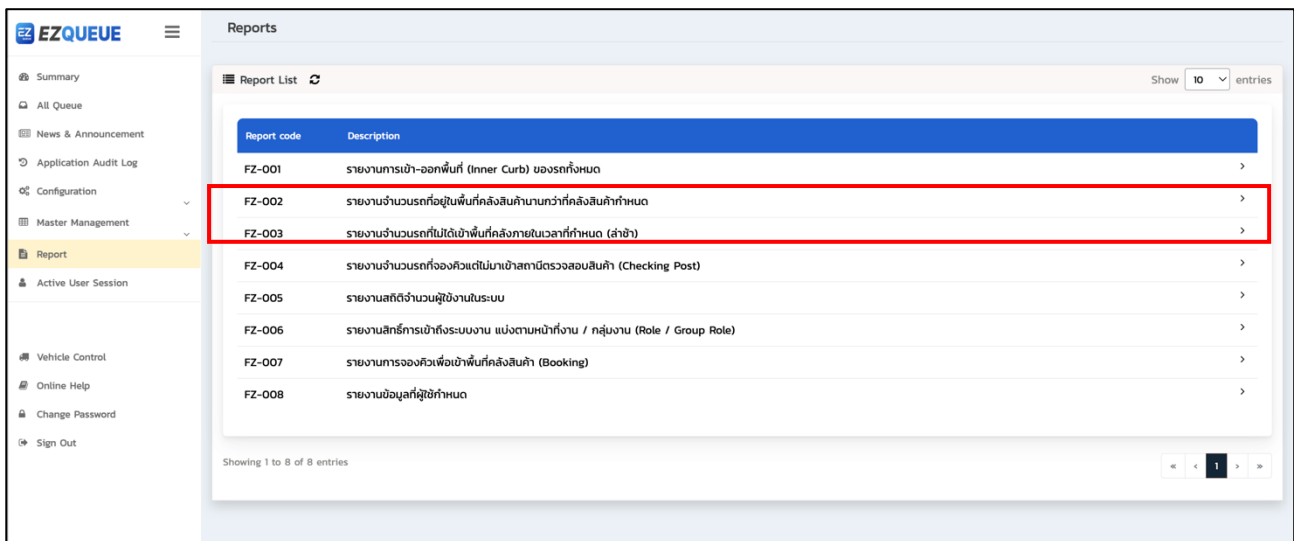 EZ EZQUEUE
Reports
Summary
All Queue
News & Announcement
Application Audit Log
Configuration
Master Management
Report
Active User Session
Vehicle Control
Online Help
Change Password
Sign Out
Report List
Show 10 entries
Report code Description
FZ-001 รายงานการเข้า-ออกพื้นที่ (Inner Curb) ของรถทั้งหมด
FZ-002 รายงานจำนวนรถที่อยู่ในพื้นที่คลังสินค้านานกว่าที่คลังสินค้ากำหนด
FZ-003 รายงานจำนวนรถที่ไม่ได้เข้าพื้นที่คลังภายในเวลาที่กำหนด (ล่าช้า)
FZ-004 รายงานจำนวนรถที่จองคิวแต่ไม่มาเข้าสถานีตรวจสอบสินค้า (Checking Post)
FZ-005 รายงานสถิติจำนวนผู้ใช้งานในระบบ
FZ-006 รายงานสิทธิ์การเข้าถึงระบบงาน แบ่งตามหน้าที่งาน / กลุ่มงาน (Role / Group Role)
FZ-007 รายงานการจองคิวเพื่อเข้าพื้นที่คลังสินค้า (Booking)
FZ-008 รายงานข้อมูลที่ผู้ใช้กำหนด
Showing 1 to 8 of 8 entries
« ‹ 1 › »